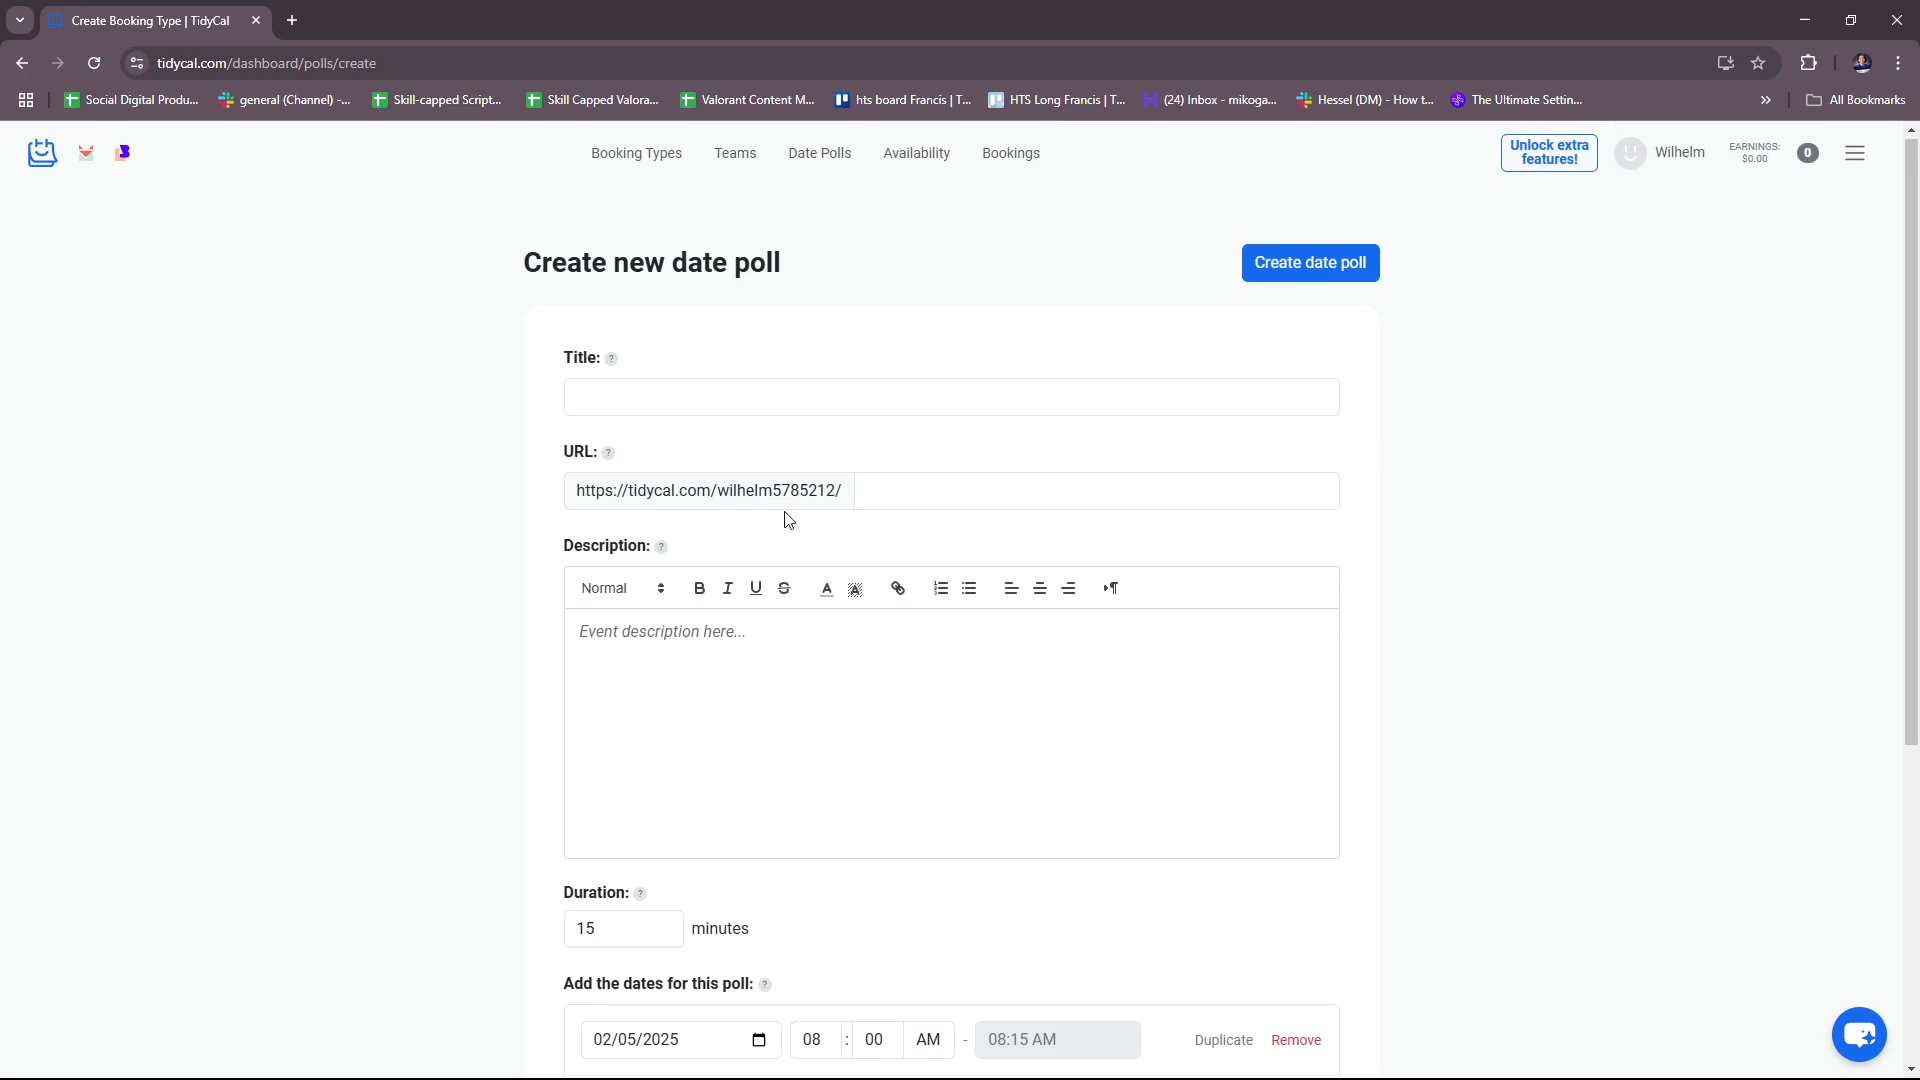 Create Booking Type | TidyCal
tidycal.com/dashboard/polls/create
Social Digital Produ... general (Channel) -... Skill-capped Script... Skill Capped Valora... Valorant Content M... hts board Francis | T... HTS Long Francis | T... (24) Inbox - mikoga... Hessel (DM) - How t... The Ultimate Settin... » All Bookmarks
Booking Types Teams Date Polls Availability Bookings
Unlock extra
features!
Wilhelm
EARNINGS:
$0.00
0
Create new date poll
Create date poll
Title: ?
URL: ?
https://tidycal.com/wilhelm5785212/
Description: ?
Normal B I U S A A
Event description here...
Duration: ?
15 minutes
Add the dates for this poll: ?
02/05/2025 08 : 00 AM - 08:15 AM Duplicate Remove